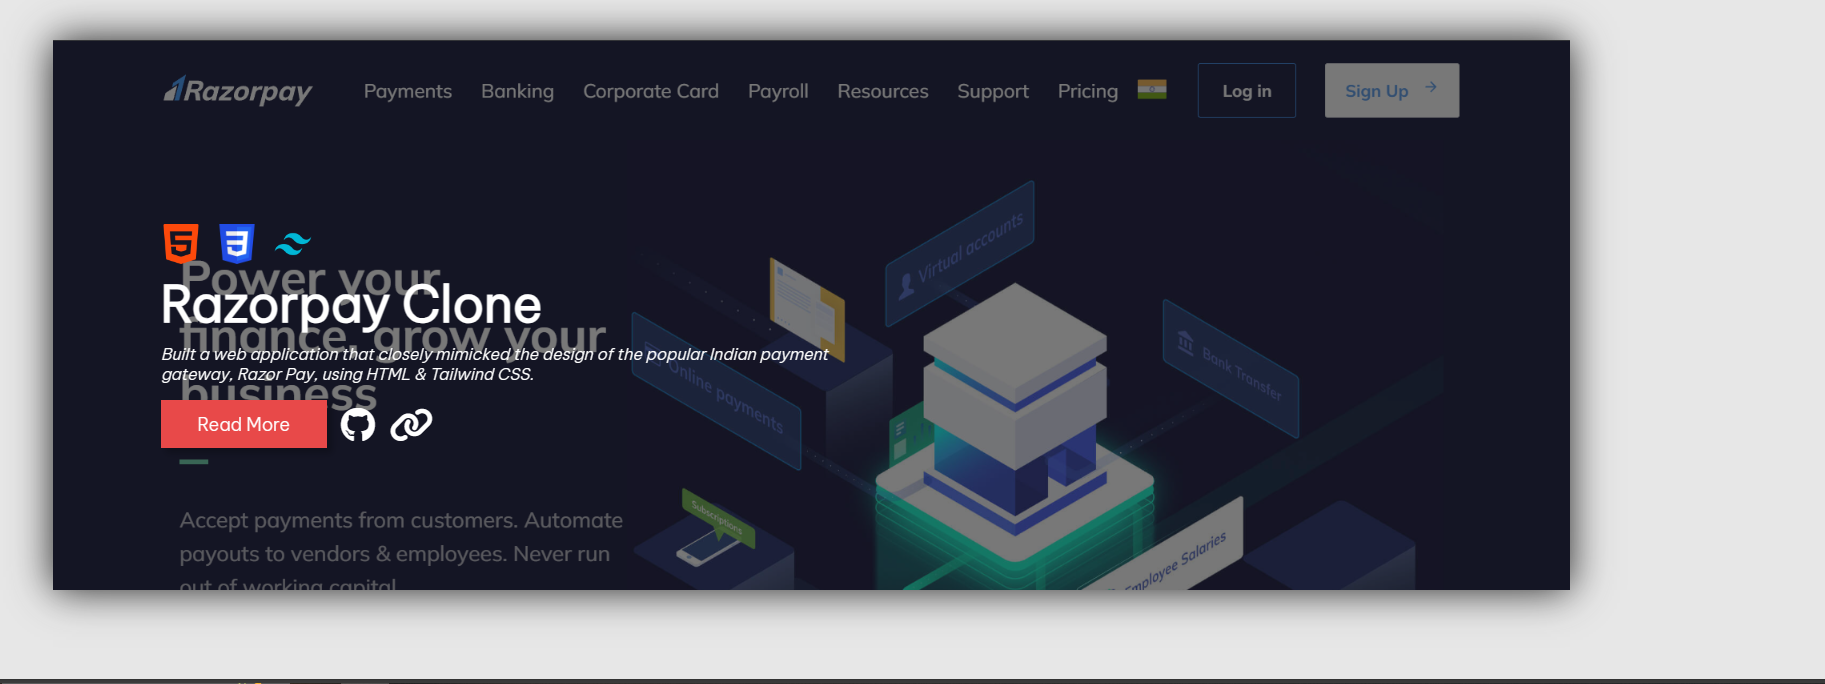 Razorpay Payments Banking Corporate Card Payroll Resources Support Pricing Log in Sign Up
Virtual accounts
Power your
finance. grow your
business
Razorpay Clone
Built a web application that closely mimicked the design of the popular Indian payment
gateway, Razor Pay, using HTML & Tailwind CSS.
Online payments
Bank Transfer
Read More
Subscriptions
Accept payments from customers. Automate
payouts to vendors & employees. Never run
out of working capital
Employee Salaries